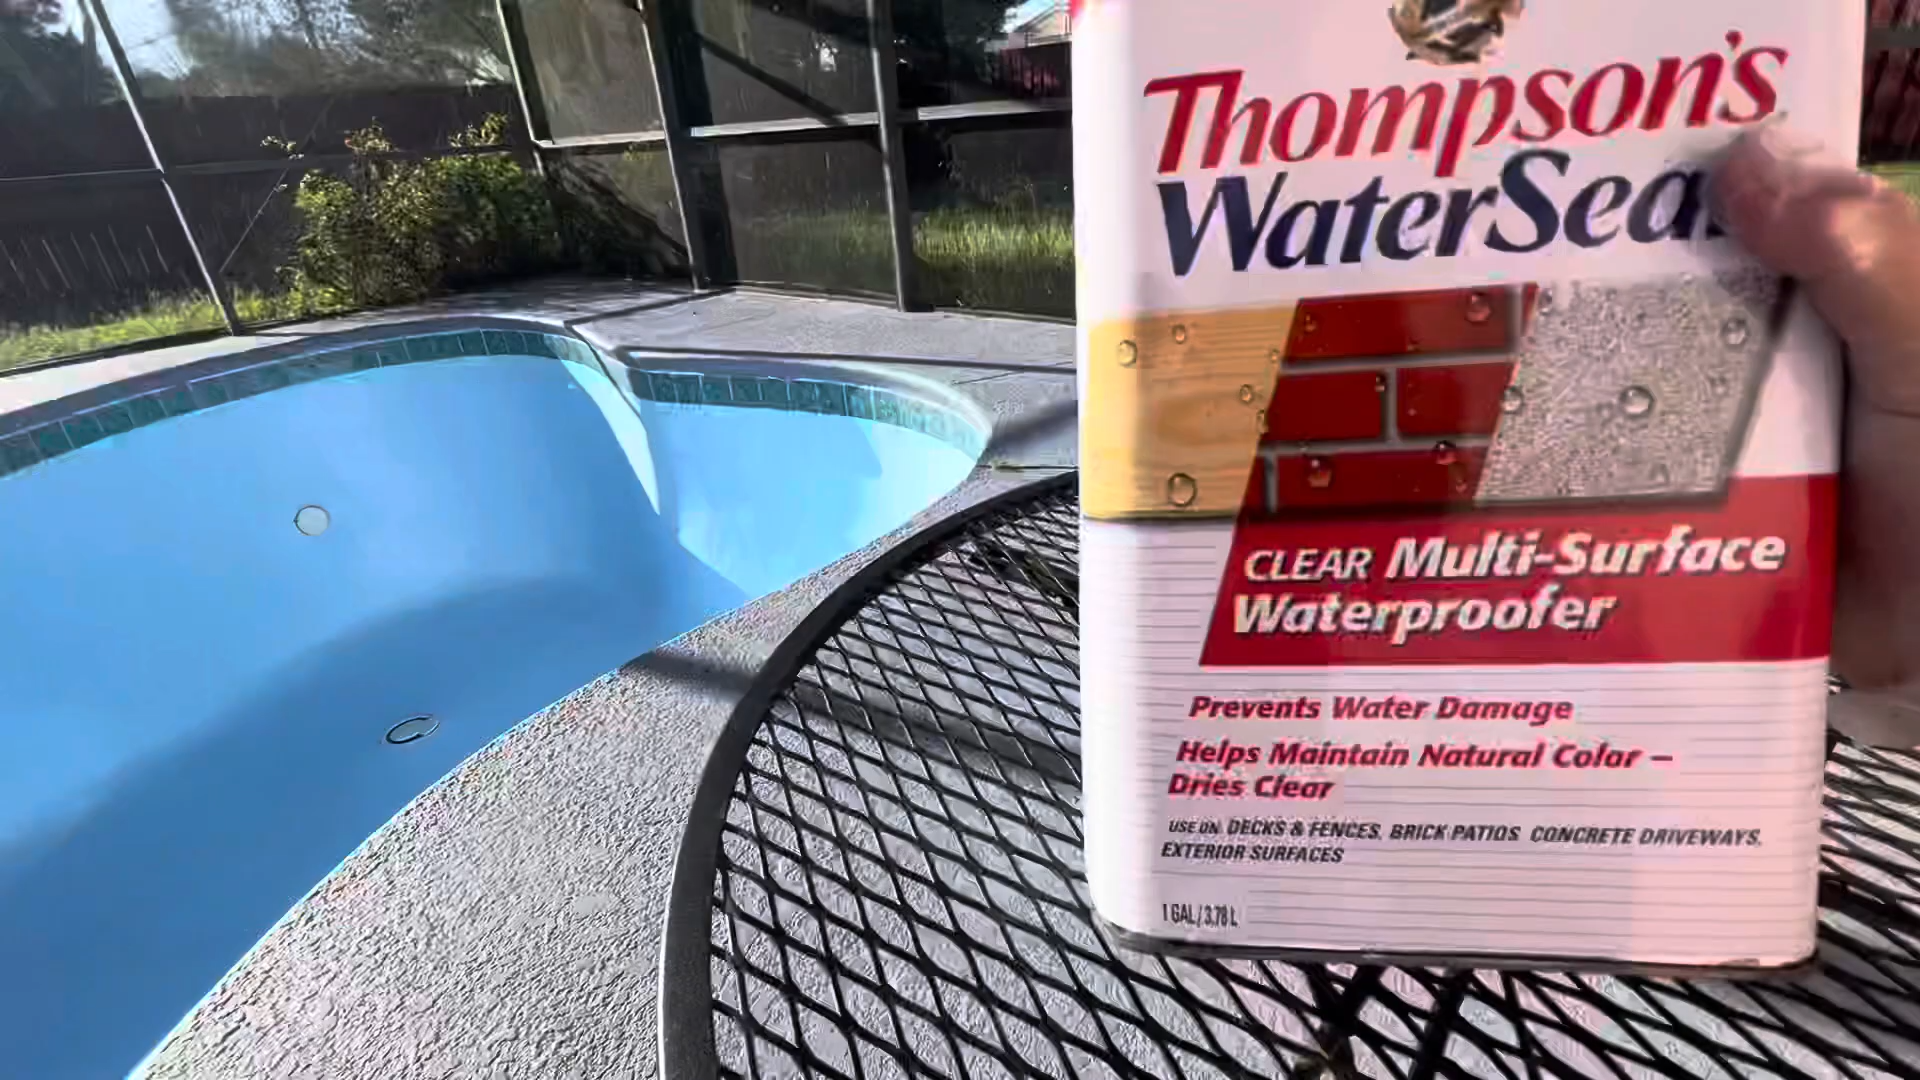 Thompson's
WaterSea
CLEAR Multi-Surface
Waterproofer
Prevents Water Damage
Helps Maintain Natural Color –
Dries Clear
USE ON: DECKS & FENCES, BRICK PATIOS, CONCRETE DRIVEWAYS,
EXTERIOR SURFACES
1 GAL / 3.78 L